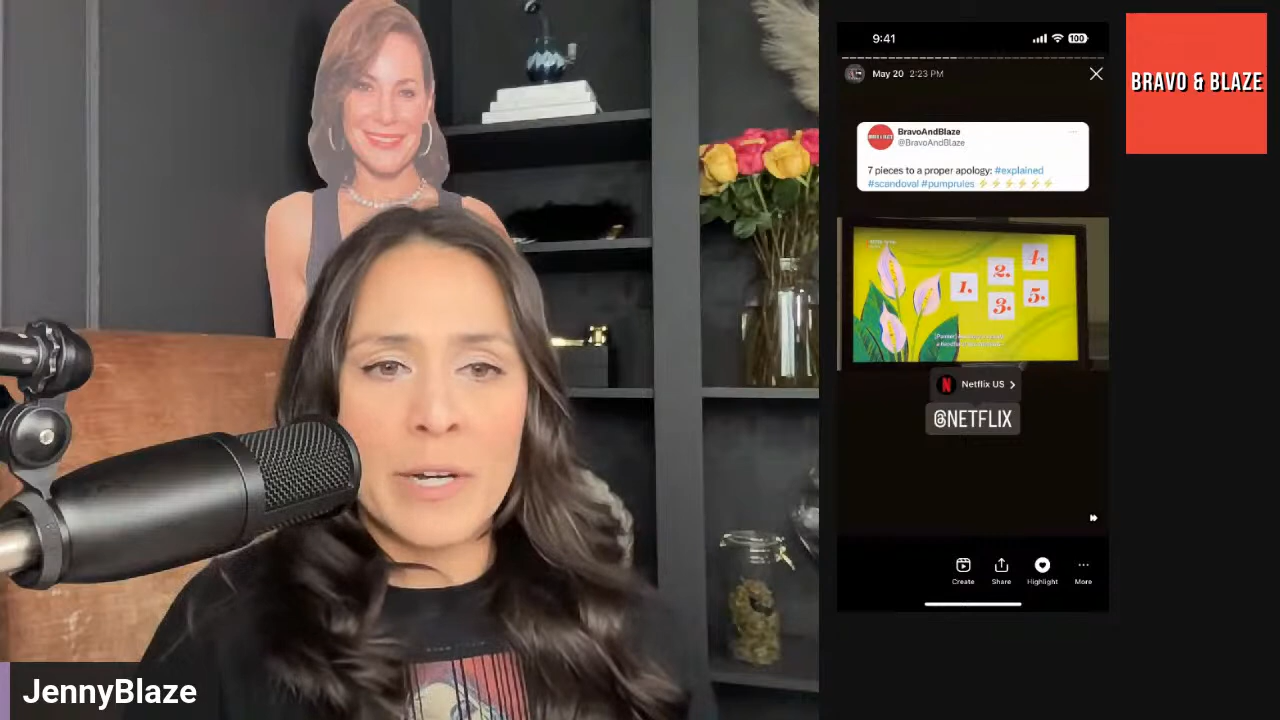 9:41
100
May 20 2:23 PM
BRAVO & BLAZE
BravoAndBlaze
@BravoAndBlaze
7 pieces to a proper apology: #explained
#scandoval #pumprules ⚡⚡⚡⚡⚡⚡
1.
2.
3.
4.
5.
Netflix US
@NETFLIX
Create
Share
Highlight
More
JennyBlaze